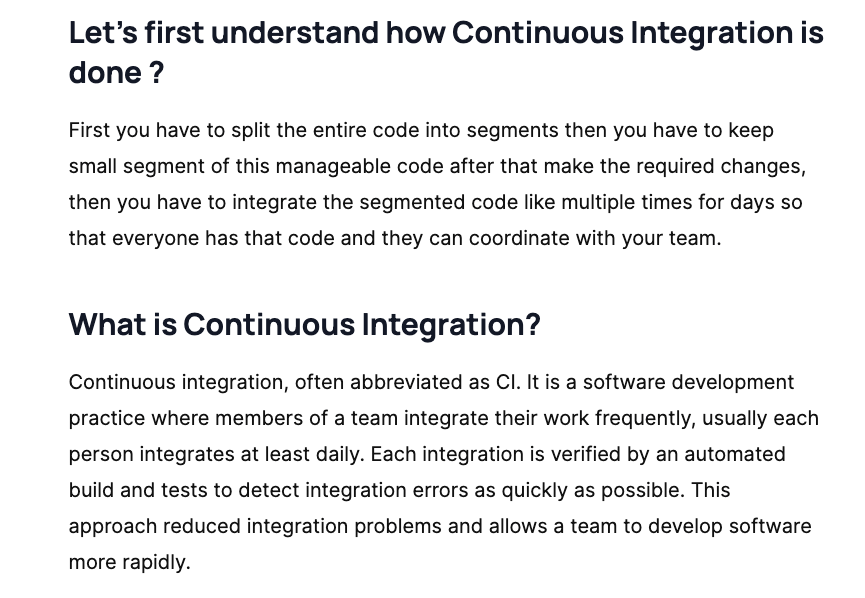 Let's first understand how Continuous Integration is
done ?
First you have to split the entire code into segments then you have to keep
small segment of this manageable code after that make the required changes,
then you have to integrate the segmented code like multiple times for days so
that everyone has that code and they can coordinate with your team.
What is Continuous Integration?
Continuous integration, often abbreviated as CI. It is a software development
practice where members of a team integrate their work frequently, usually each
person integrates at least daily. Each integration is verified by an automated
build and tests to detect integration errors as quickly as possible. This
approach reduced integration problems and allows a team to develop software
more rapidly.